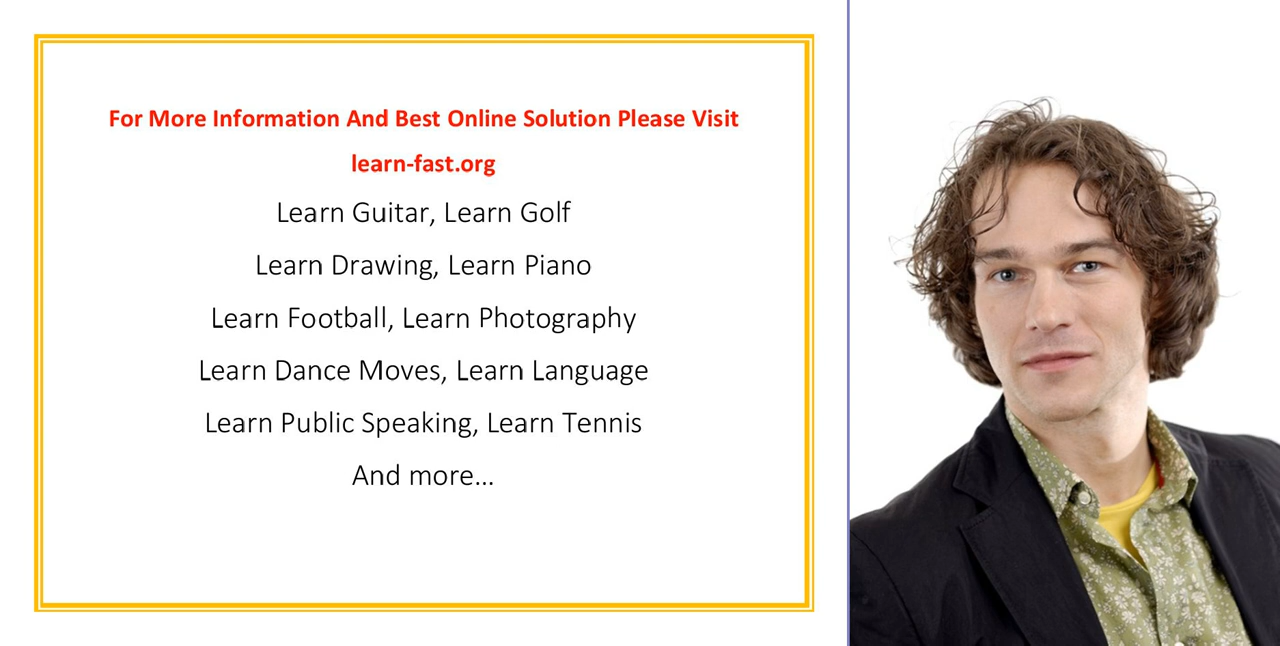 For More Information And Best Online Solution Please Visit
learn-fast.org
Learn Guitar, Learn Golf
Learn Drawing, Learn Piano
Learn Football, Learn Photography
Learn Dance Moves, Learn Language
Learn Public Speaking, Learn Tennis
And more...